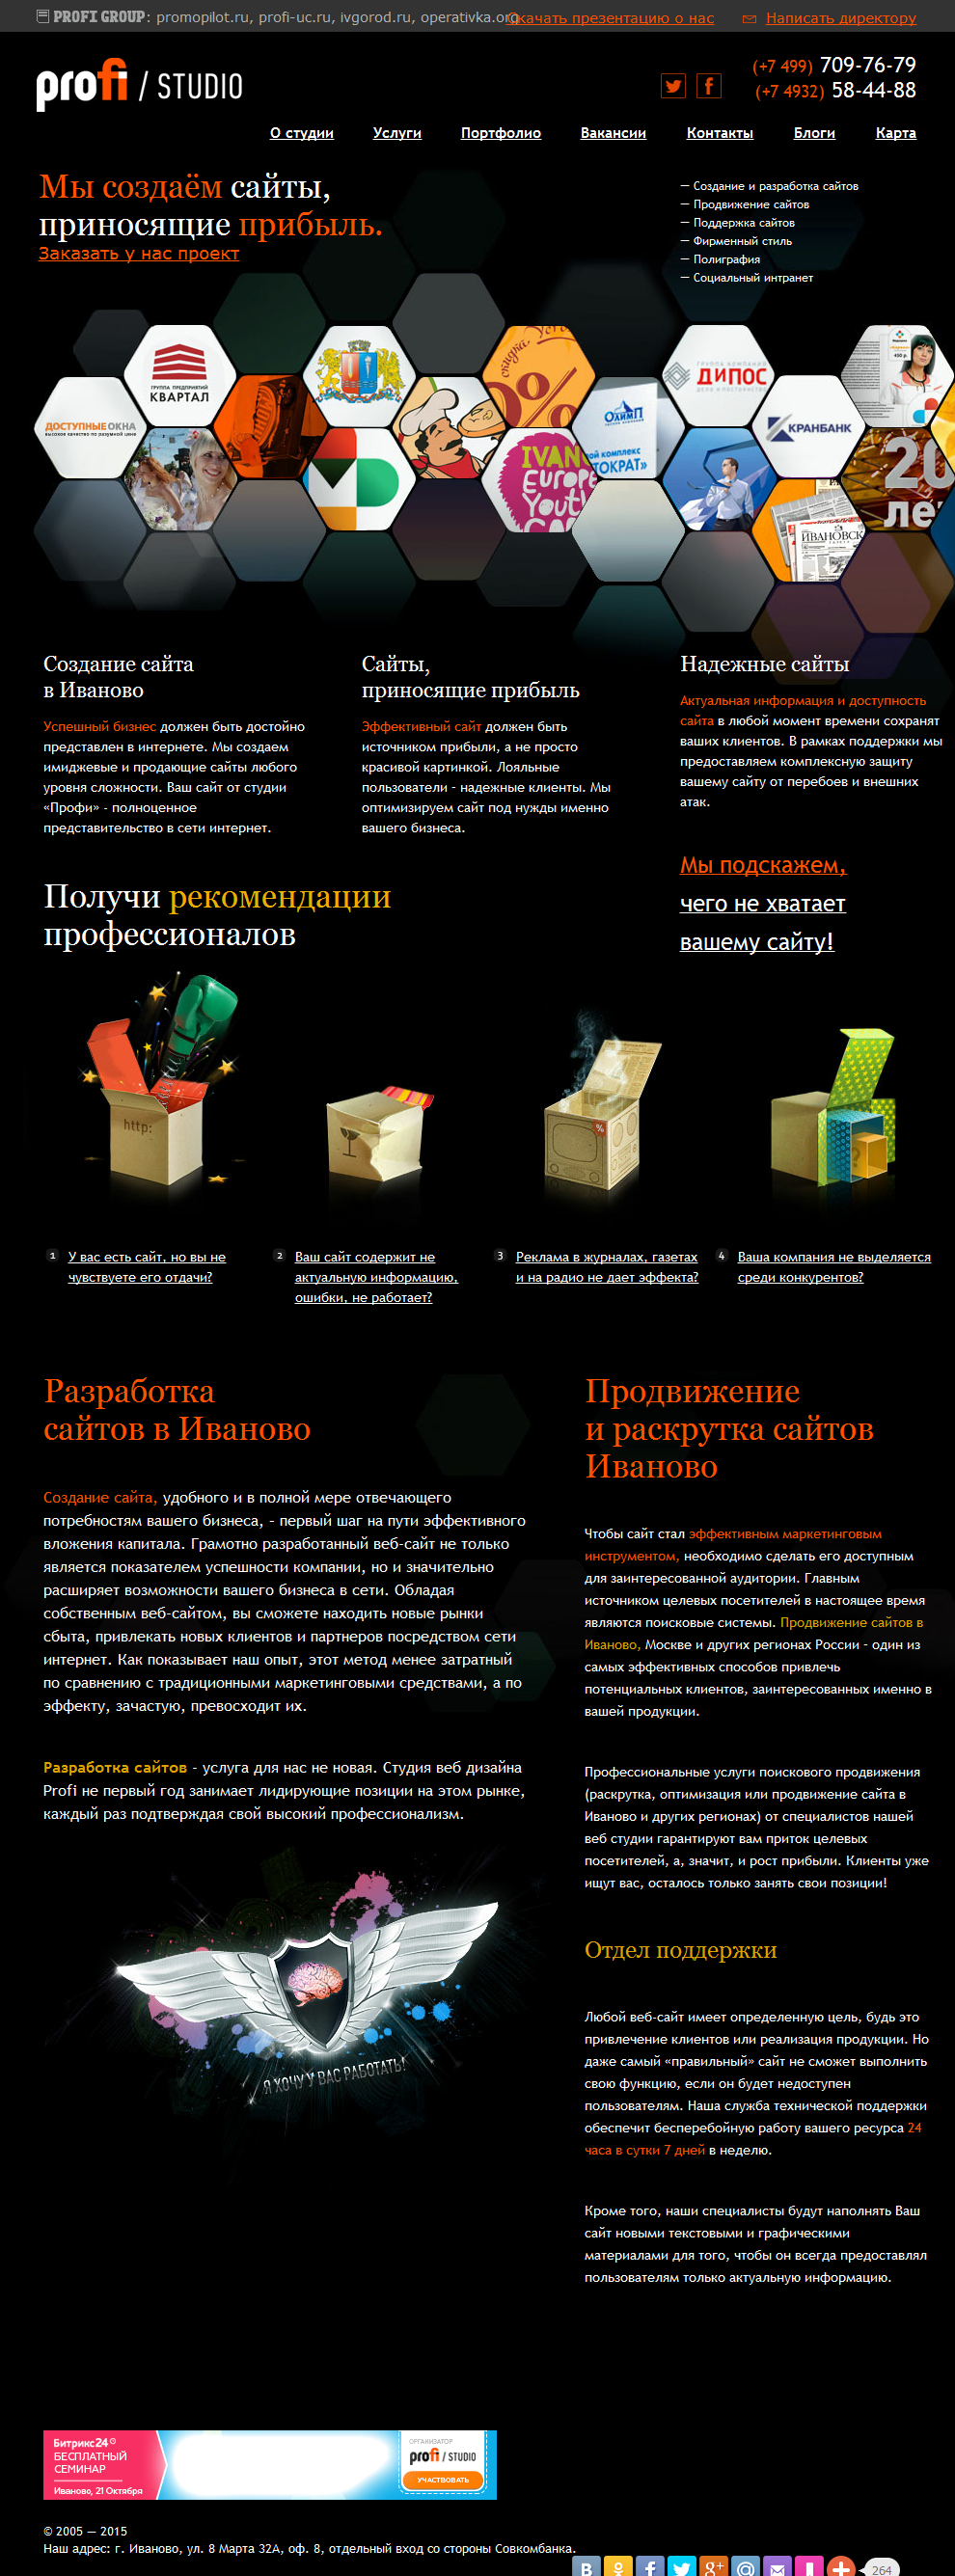 PROFI GROUP: promopilot.ru, profi-uc.ru, ivgorod.ru, operativka.org
Скачать презентацию о нас
Написать директору
profi / STUDIO
(+7 499) 709-76-79
(+7 4932) 58-44-88
О студии Услуги Портфолио Вакансии Контакты Блоги Карта
Мы создаём сайты,
приносящие прибыль.
Заказать у нас проект
— Создание и разработка сайтов
— Продвижение сайтов
— Поддержка сайтов
— Фирменный стиль
— Полиграфия
— Социальный интранет
ГРУППА ПРЕДПРИЯТИЙ
КВАРТАЛ
ДОСТУПНЫЕ ОКНА
высокое качество по разумной цене
скидка
%
ОЛИМП
ГРУППА КОМПАНИЙ
ДИПОС
КРАНБАНК
450 р.
IVAN
Europe
Youth
ой комплекс
ТОКРАТ»
ИВАНОВСК
20
ле
Создание сайта
в Иваново
Успешный бизнес должен быть достойно
представлен в интернете. Мы создаем
имиджевые и продающие сайты любого
уровня сложности. Ваш сайт от студии
«Профи» - полноценное
представительство в сети интернет.
Сайты,
приносящие прибыль
Эффективный сайт должен быть
источником прибыли, а не просто
красивой картинкой. Лояльные
пользователи - надежные клиенты. Мы
оптимизируем сайт под нужды именно
вашего бизнеса.
Надежные сайты
Актуальная информация и доступность
сайта в любой момент времени сохранят
ваших клиентов. В рамках поддержки мы
предоставляем комплексную защиту
вашему сайту от перебоев и внешних
атак.
Мы подскажем,
чего не хватает
вашему сайту!
Получи рекомендации
профессионалов
http:
%
1 У вас есть сайт, но вы не
чувствуете его отдачи?
2 Ваш сайт содержит не
актуальную информацию,
ошибки, не работает?
3 Реклама в журналах, газетах
и на радио не дает эффекта?
4 Ваша компания не выделяется
среди конкурентов?
Разработка
сайтов в Иваново
Создание сайта, удобного и в полной мере отвечающего
потребностям вашего бизнеса, – первый шаг на пути эффективного
вложения капитала. Грамотно разработанный веб-сайт не только
является показателем успешности компании, но и значительно
расширяет возможности вашего бизнеса в сети. Обладая
собственным веб-сайтом, вы сможете находить новые рынки
сбыта, привлекать новых клиентов и партнеров посредством сети
интернет. Как показывает наш опыт, этот метод менее затратный
по сравнению с традиционными маркетинговыми средствами, а по
эффекту, зачастую, превосходит их.
Разработка сайтов - услуга для нас не новая. Студия веб дизайна
Profi не первый год занимает лидирующие позиции на этом рынке,
каждый раз подтверждая свой высокий профессионализм.
Я ХОЧУ У ВАС РАБОТАТЬ!
Продвижение
и раскрутка сайтов
Иваново
Чтобы сайт стал эффективным маркетинговым
инструментом, необходимо сделать его доступным
для заинтересованной аудитории. Главным
источником целевых посетителей в настоящее время
являются поисковые системы. Продвижение сайтов в
Иваново, Москве и других регионах России – один из
самых эффективных способов привлечь
потенциальных клиентов, заинтересованных именно в
вашей продукции.
Профессиональные услуги поискового продвижения
(раскрутка, оптимизация или продвижение сайта в
Иваново и других регионах) от специалистов нашей
веб студии гарантируют вам приток целевых
посетителей, а, значит, и рост прибыли. Клиенты уже
ищут вас, осталось только занять свои позиции!
Отдел поддержки
Любой веб-сайт имеет определенную цель, будь это
привлечение клиентов или реализация продукции. Но
даже самый «правильный» сайт не сможет выполнить
свою функцию, если он будет недоступен
пользователям. Наша служба технической поддержки
обеспечит бесперебойную работу вашего ресурса 24
часа в сутки 7 дней в неделю.
Кроме того, наши специалисты будут наполнять Ваш
сайт новыми текстовыми и графическими
материалами для того, чтобы он всегда предоставлял
пользователям только актуальную информацию.
Битрикс24
БЕСПЛАТНЫЙ
СЕМИНАР
Иваново, 21 Октября
ОРГАНИЗАТОР
profi / STUDIO
УЧАСТВОВАТЬ
© 2005 — 2015
Наш адрес: г. Иваново, ул. 8 Марта 32А, оф. 8, отдельный вход со стороны Совкомбанка.
264